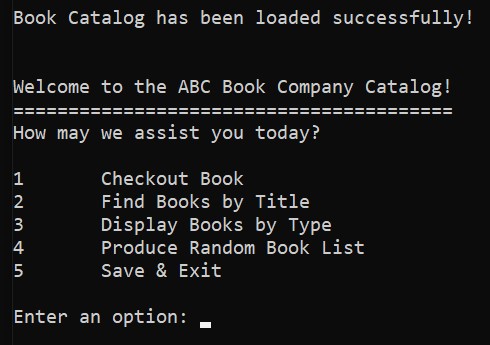 Book Catalog has been loaded successfully!
Welcome to the ABC Book Company Catalog!
========================================
How may we assist you today?
1 Checkout Book
2 Find Books by Title
3 Display Books by Type
4 Produce Random Book List
5 Save & Exit
Enter an option: